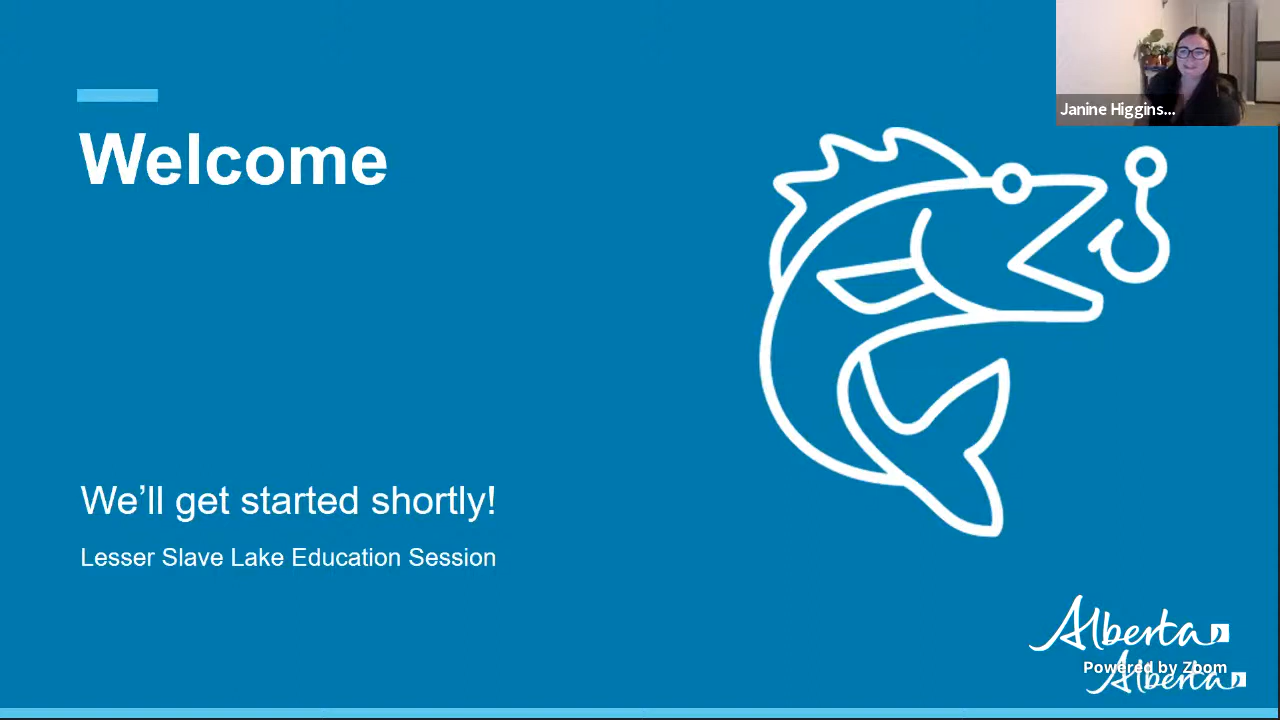 Janine Higgins...
Welcome
We'll get started shortly!
Lesser Slave Lake Education Session
Alberta
Powered by Zoom
Alberta